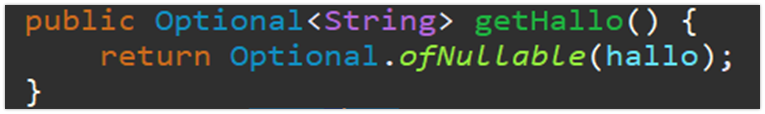 public Optional<String> getHallo() {
return Optional.ofNullable(hallo);
}